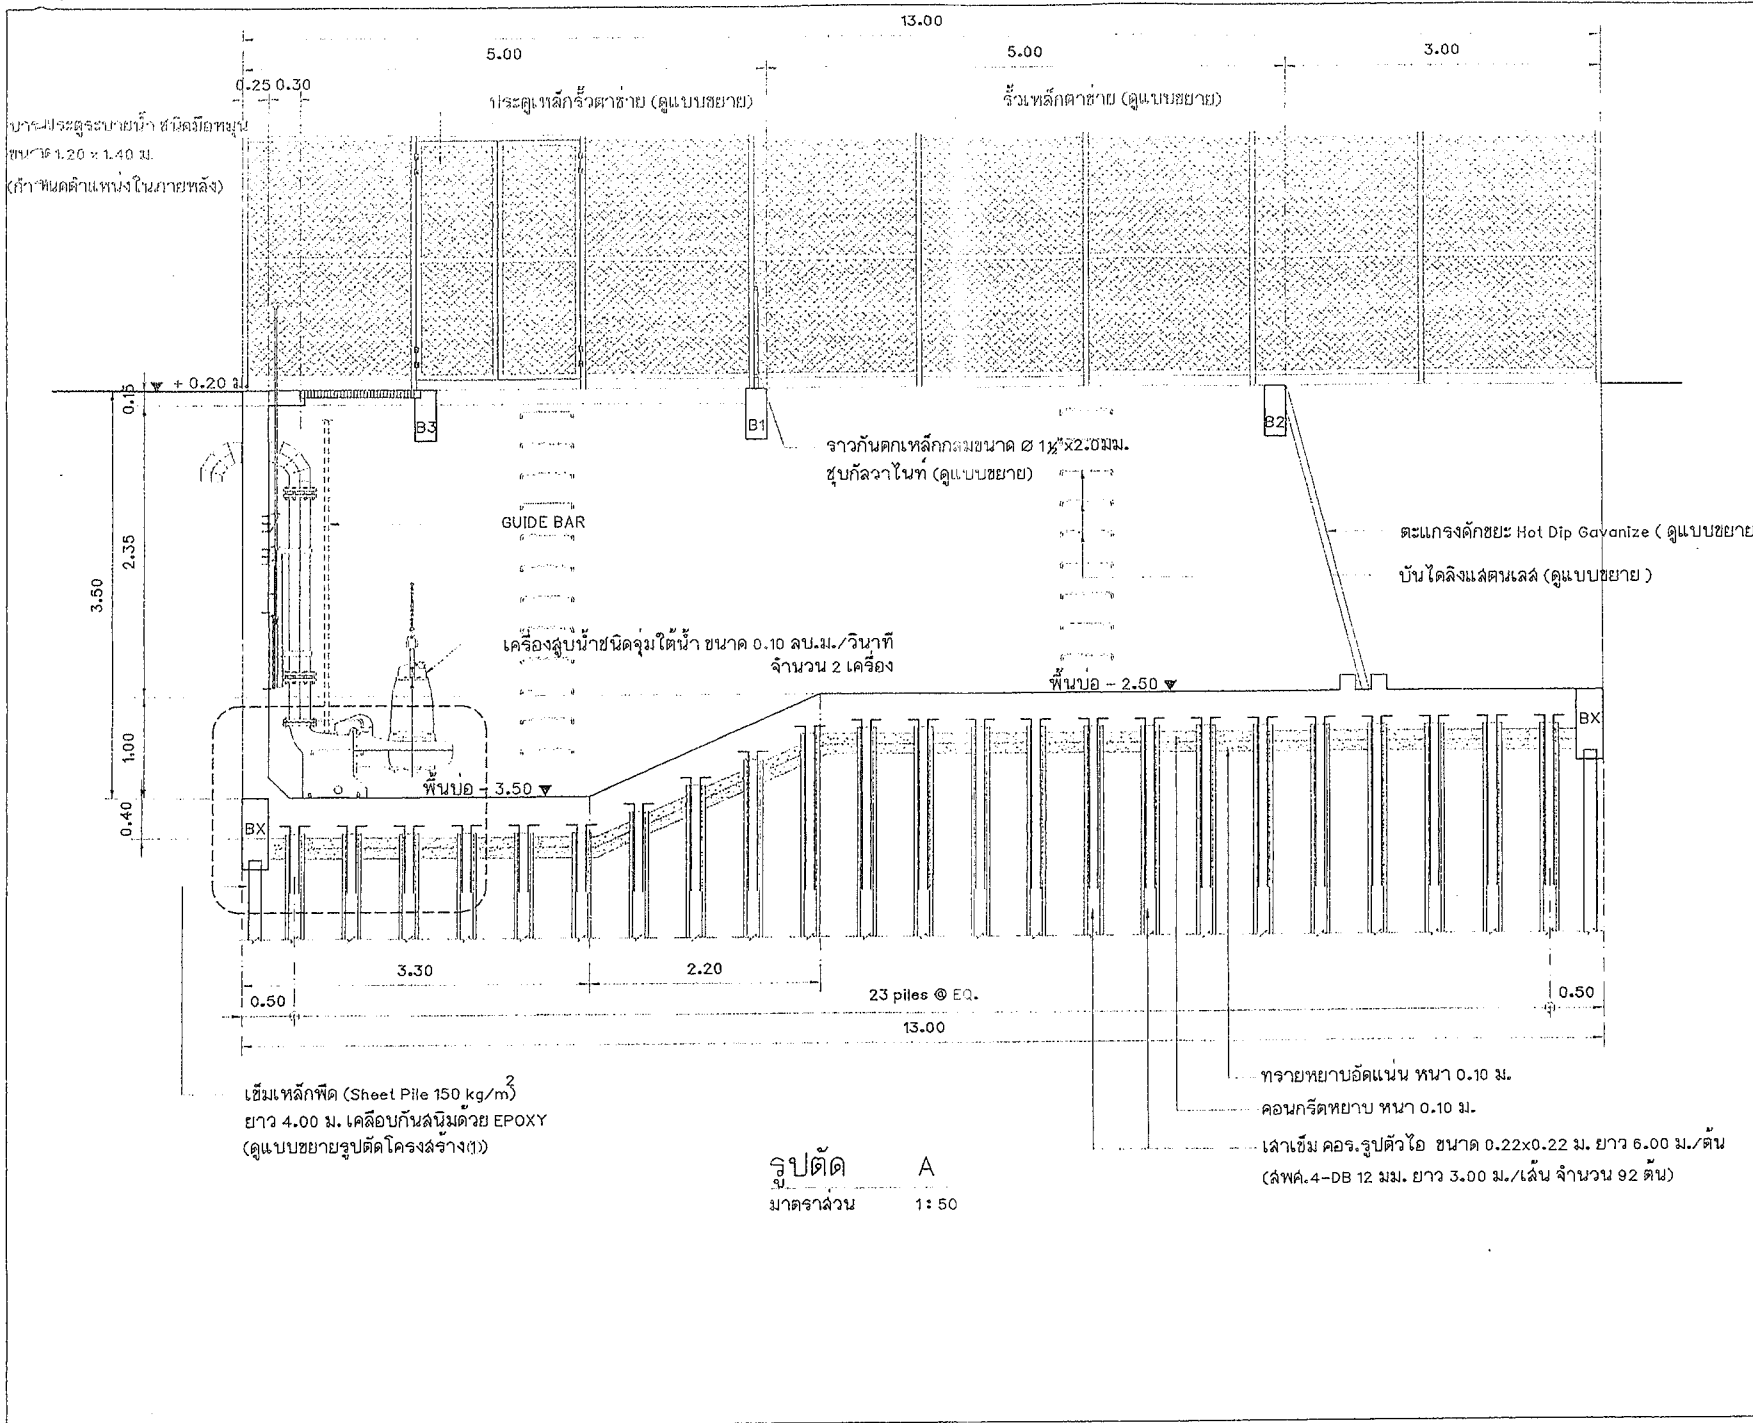 13.00
5.00
5.00
3.00
0.25 0.30
ประตูเหล็กรั้วตาข่าย (ดูแบบขยาย)
รั้วเหล็กตาข่าย (ดูแบบขยาย)
บานประตูระบายน้ำ ชนิดมือหมุน
ขนาด 1.20 x 1.40 ม.
(กำหนดตำแหน่งในภายหลัง)
+ 0.20 ม.
0.15
B3
B1
B2
ราวกันตกเหล็กกลมขนาด Ø 1½"x2.0มม.
ชุบกัลวาไนท์ (ดูแบบขยาย)
GUIDE BAR
ตะแกรงดักขยะ Hot Dip Gavanize ( ดูแบบขยาย
บันไดลิงแสตนเลส (ดูแบบขยาย )
2.35
3.50
เครื่องสูบน้ำชนิดจุ่มใต้น้ำ ขนาด 0.10 ลบ.ม./วินาที
จำนวน 2 เครื่อง
พื้นบ่อ - 2.50
BX
1.00
พื้นบ่อ - 3.50
0.40
BX
3.30
2.20
0.50
23 piles @ EQ.
0.50
13.00
เข็มเหล็กพืด (Sheet Pile 150 kg/m²)
ยาว 4.00 ม. เคลือบกันสนิมด้วย EPOXY
(ดูแบบขยายรูปตัดโครงสร้าง(1))
ทรายหยาบอัดแน่น หนา 0.10 ม.
คอนกรีตหยาบ หนา 0.10 ม.
เสาเข็ม คอร.รูปตัวไอ ขนาด 0.22x0.22 ม. ยาว 6.00 ม./ต้น
(สพศ.4-DB 12 มม. ยาว 3.00 ม./เส้น จำนวน 92 ต้น)
รูปตัด A
มาตราส่วน 1:50